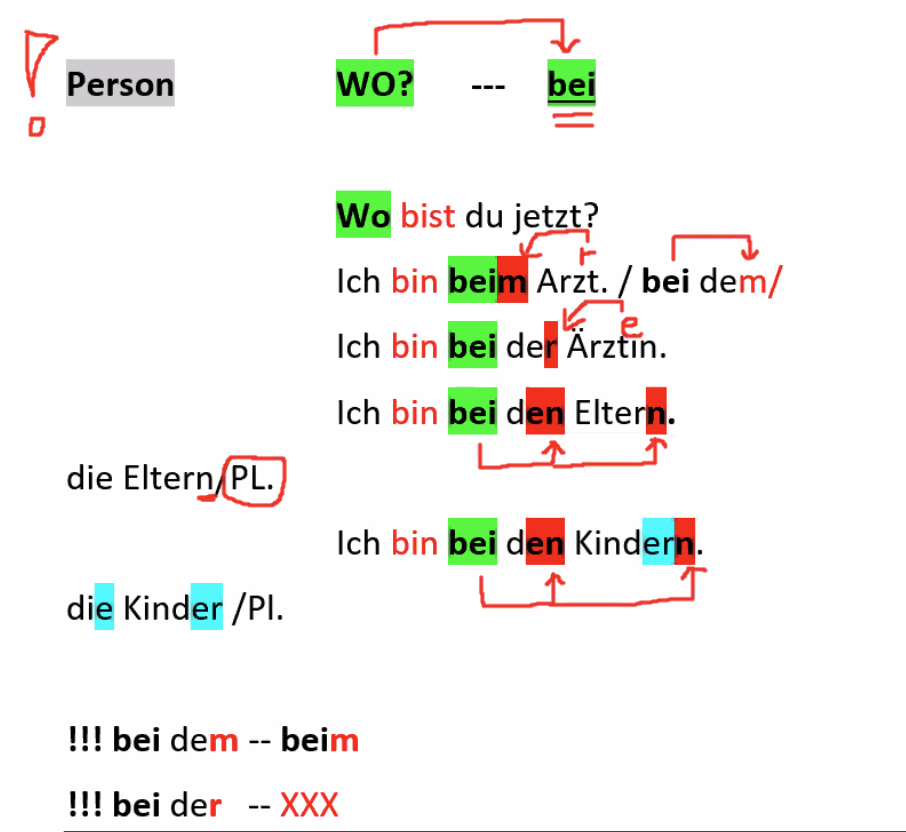 ! Person WO? --- bei
Wo bist du jetzt?
r
Ich bin beim Arzt. / bei dem/
e
Ich bin bei der Ärztin.
Ich bin bei den Eltern.
die Eltern/PL.
Ich bin bei den Kindern.
die Kinder /Pl.
!!! bei dem -- beim
!!! bei der -- XXX